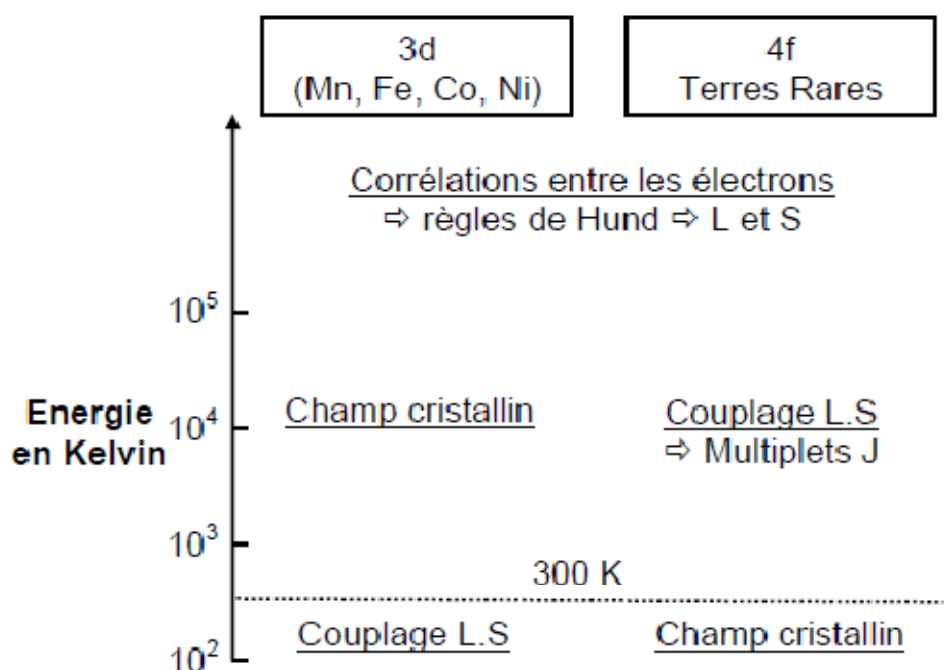 3d
(Mn, Fe, Co, Ni)
4f
Terres Rares
Corrélations entre les électrons
⇨ règles de Hund ⇨ L et S
10⁵
Energie
en Kelvin
10⁴
Champ cristallin
Couplage L.S
⇨ Multiplets J
10³
300 K
10²
Couplage L.S
Champ cristallin